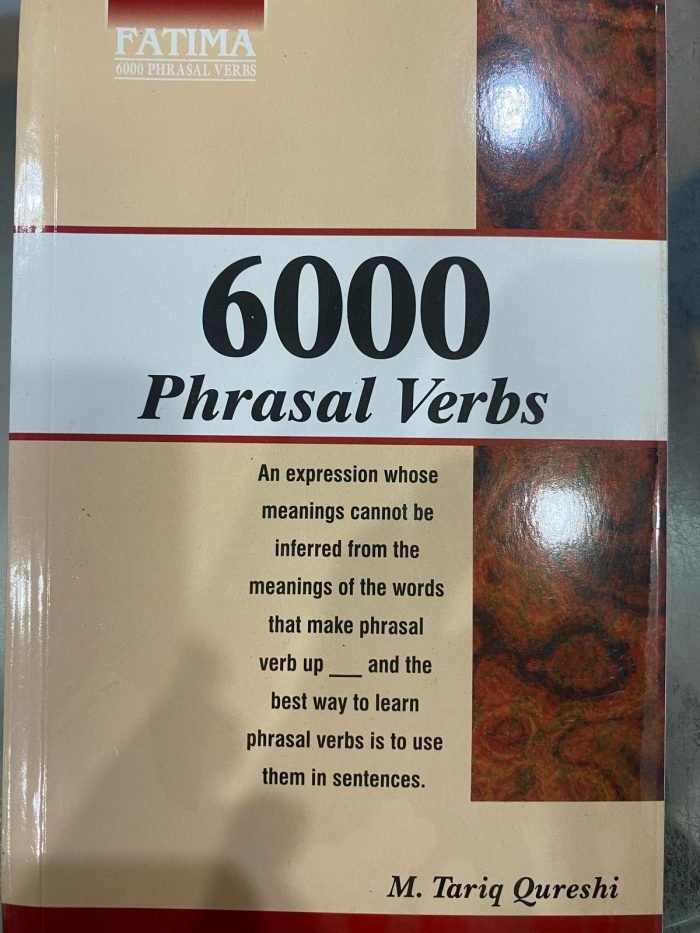 FATIMA
6000 PHRASAL VERBS
6000
Phrasal Verbs
An expression whose
meanings cannot be
inferred from the
meanings of the words
that make phrasal
verb up ___ and the
best way to learn
phrasal verbs is to use
them in sentences.
M. Tariq Qureshi